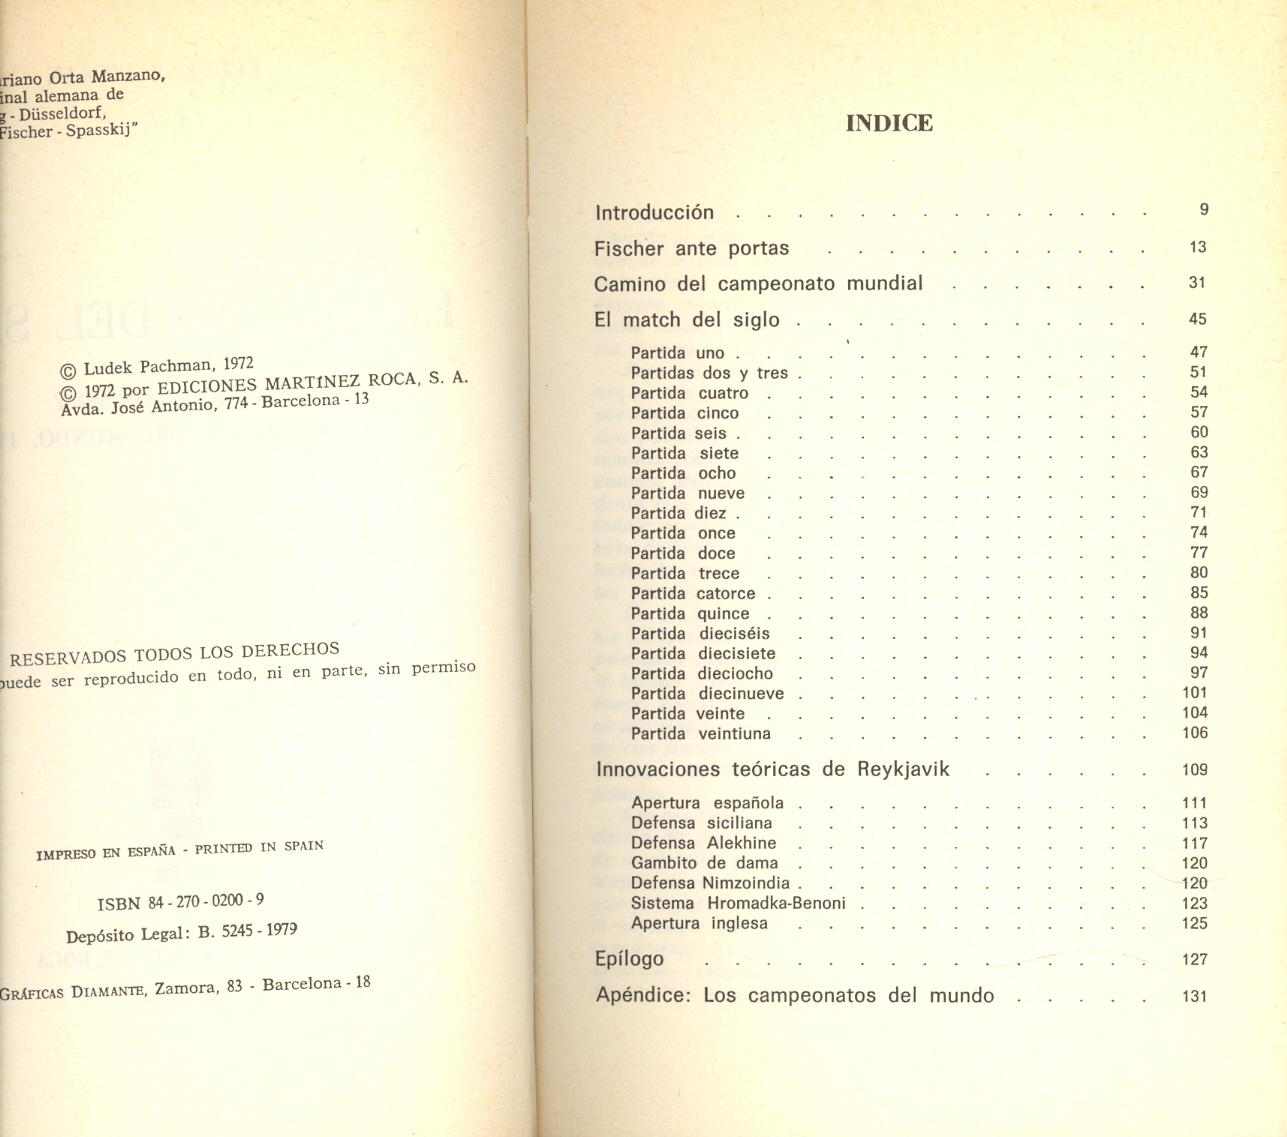 Orta Manzano,
alemana de
- Düsseldorf,
Fischer - Spasskij"
© Ludek Pachman, 1972
© 1972 por EDICIONES MARTÍNEZ ROCA, S. A.
Avda. José Antonio, 774 - Barcelona - 13
RESERVADOS TODOS LOS DERECHOS
puede ser reproducido en todo, ni en parte, sin permiso
IMPRESO EN ESPAÑA - PRINTED IN SPAIN
ISBN 84 - 270 - 0200 - 9
Depósito Legal: B. 5245 - 1979
GRÁFICAS DIAMANTE, Zamora, 83 - Barcelona - 18
INDICE
Introducción . . . . . . . . . . . . . . 9
Fischer ante portas . . . . . . . . . . . 13
Camino del campeonato mundial . . . . . . . 31
El match del siglo . . . . . . . . . . . . 45
Partida uno . . . . . . . . . . . . . . 47
Partidas dos y tres . . . . . . . . . . . . 51
Partida cuatro . . . . . . . . . . . . . 54
Partida cinco . . . . . . . . . . . . . 57
Partida seis . . . . . . . . . . . . . . 60
Partida siete . . . . . . . . . . . . . 63
Partida ocho . . . . . . . . . . . . . 67
Partida nueve . . . . . . . . . . . . . 69
Partida diez . . . . . . . . . . . . . . 71
Partida once . . . . . . . . . . . . . 74
Partida doce . . . . . . . . . . . . . 77
Partida trece . . . . . . . . . . . . . 80
Partida catorce . . . . . . . . . . . . . 85
Partida quince . . . . . . . . . . . . . 88
Partida dieciséis . . . . . . . . . . . . 91
Partida diecisiete . . . . . . . . . . . . 94
Partida dieciocho . . . . . . . . . . . . 97
Partida diecinueve . . . . . . . . . . . . 101
Partida veinte . . . . . . . . . . . . . 104
Partida veintiuna . . . . . . . . . . . . 106
Innovaciones teóricas de Reykjavik . . . . . . 109
Apertura española . . . . . . . . . . . . 111
Defensa siciliana . . . . . . . . . . . . 113
Defensa Alekhine . . . . . . . . . . . . 117
Gambito de dama . . . . . . . . . . . . 120
Defensa Nimzoindia . . . . . . . . . . . . 120
Sistema Hromadka-Benoni . . . . . . . . . . 123
Apertura inglesa . . . . . . . . . . . . 125
Epílogo . . . . . . . . . . . . . . . 127
Apéndice: Los campeonatos del mundo . . . . . 131